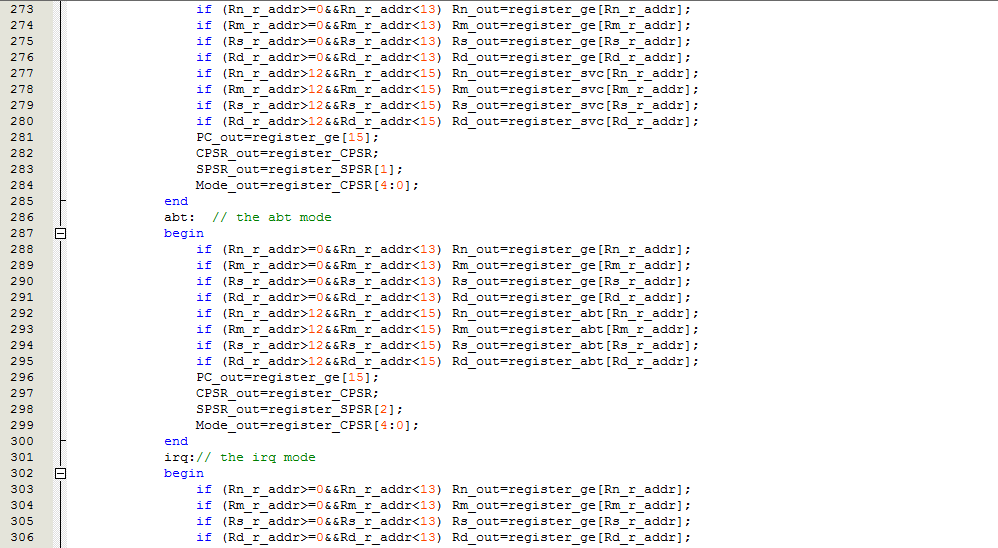 273 if (Rn_r_addr>=0&&Rn_r_addr<13) Rn_out=register_ge[Rn_r_addr];
274 if (Rm_r_addr>=0&&Rm_r_addr<13) Rm_out=register_ge[Rm_r_addr];
275 if (Rs_r_addr>=0&&Rs_r_addr<13) Rs_out=register_ge[Rs_r_addr];
276 if (Rd_r_addr>=0&&Rd_r_addr<13) Rd_out=register_ge[Rd_r_addr];
277 if (Rn_r_addr>12&&Rn_r_addr<15) Rn_out=register_svc[Rn_r_addr];
278 if (Rm_r_addr>12&&Rm_r_addr<15) Rm_out=register_svc[Rm_r_addr];
279 if (Rs_r_addr>12&&Rs_r_addr<15) Rs_out=register_svc[Rs_r_addr];
280 if (Rd_r_addr>12&&Rd_r_addr<15) Rd_out=register_svc[Rd_r_addr];
281 PC_out=register_ge[15];
282 CPSR_out=register_CPSR;
283 SPSR_out=register_SPSR[1];
284 Mode_out=register_CPSR[4:0];
285 end
286 abt:  // the abt mode
287 begin
288 if (Rn_r_addr>=0&&Rn_r_addr<13) Rn_out=register_ge[Rn_r_addr];
289 if (Rm_r_addr>=0&&Rm_r_addr<13) Rm_out=register_ge[Rm_r_addr];
290 if (Rs_r_addr>=0&&Rs_r_addr<13) Rs_out=register_ge[Rs_r_addr];
291 if (Rd_r_addr>=0&&Rd_r_addr<13) Rd_out=register_ge[Rd_r_addr];
292 if (Rn_r_addr>12&&Rn_r_addr<15) Rn_out=register_abt[Rn_r_addr];
293 if (Rm_r_addr>12&&Rm_r_addr<15) Rm_out=register_abt[Rm_r_addr];
294 if (Rs_r_addr>12&&Rs_r_addr<15) Rs_out=register_abt[Rs_r_addr];
295 if (Rd_r_addr>12&&Rd_r_addr<15) Rd_out=register_abt[Rd_r_addr];
296 PC_out=register_ge[15];
297 CPSR_out=register_CPSR;
298 SPSR_out=register_SPSR[2];
299 Mode_out=register_CPSR[4:0];
300 end
301 irq:// the irq mode
302 begin
303 if (Rn_r_addr>=0&&Rn_r_addr<13) Rn_out=register_ge[Rn_r_addr];
304 if (Rm_r_addr>=0&&Rm_r_addr<13) Rm_out=register_ge[Rm_r_addr];
305 if (Rs_r_addr>=0&&Rs_r_addr<13) Rs_out=register_ge[Rs_r_addr];
306 if (Rd_r_addr>=0&&Rd_r_addr<13) Rd_out=register_ge[Rd_r_addr];